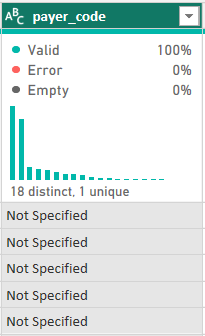 ABC payer_code
Valid 100%
Error 0%
Empty 0%
18 distinct, 1 unique
Not Specified
Not Specified
Not Specified
Not Specified
Not Specified